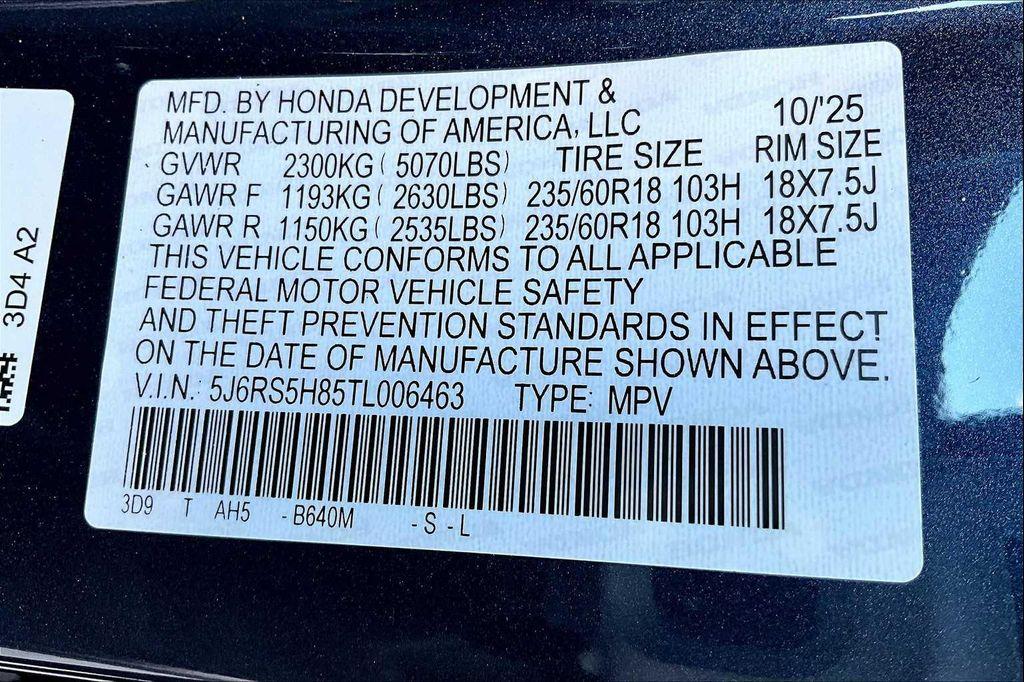 MFD. BY HONDA DEVELOPMENT &
MANUFACTURING OF AMERICA, LLC 10/'25
GVWR 2300KG ( 5070LBS) TIRE SIZE RIM SIZE
GAWR F 1193KG ( 2630LBS) 235/60R18 103H 18X7.5J
GAWR R 1150KG ( 2535LBS) 235/60R18 103H 18X7.5J
THIS VEHICLE CONFORMS TO ALL APPLICABLE
FEDERAL MOTOR VEHICLE SAFETY
AND THEFT PREVENTION STANDARDS IN EFFECT
ON THE DATE OF MANUFACTURE SHOWN ABOVE.
V.I.N.: 5J6RS5H85TL006463 TYPE: MPV
3D9 T AH5 -B640M -S-L
3D4 A2